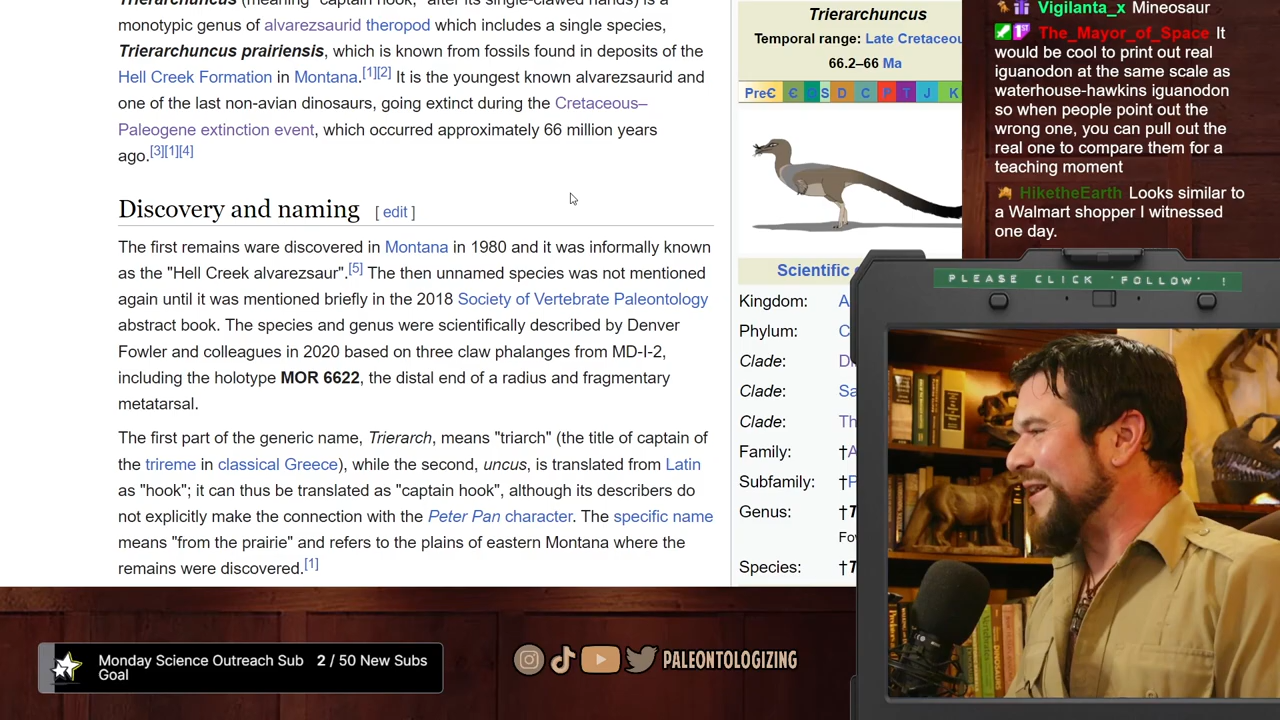 Trierarchuncus (meaning "captain hook," after its single-clawed hands) is a
monotypic genus of alvarezsaurid theropod which includes a single species,
Trierarchuncus prairiensis, which is known from fossils found in deposits of the
Hell Creek Formation in Montana.[1][2] It is the youngest known alvarezsaurid and
one of the last non-avian dinosaurs, going extinct during the Cretaceous–
Paleogene extinction event, which occurred approximately 66 million years
ago.[3][1][4]
Discovery and naming [ edit ]
The first remains were discovered in Montana in 1980 and it was informally known
as the "Hell Creek alvarezsaur".[5] The then unnamed species was not mentioned
again until it was mentioned briefly in the 2018 Society of Vertebrate Paleontology
abstract book. The species and genus were scientifically described by Denver
Fowler and colleagues in 2020 based on three claw phalanges from MD-I-2,
including the holotype MOR 6622, the distal end of a radius and fragmentary
metatarsal.
The first part of the generic name, Trierarch, means "triarch" (the title of captain of
the trireme in classical Greece), while the second, uncus, is translated from Latin
as "hook"; it can thus be translated as "captain hook", although its describers do
not explicitly make the connection with the Peter Pan character. The specific name
means "from the prairie" and refers to the plains of eastern Montana where the
remains were discovered.[1]
Trierarchuncus
Temporal range: Late Cretaceou
66.2–66 Ma
PreꞒ Ꞓ O S D C P T J K
Scientific
Kingdom: A
Phylum: C
Clade: Di
Clade: Sa
Clade: Th
Family: †A
Subfamily: †P
Genus: †T
Fo
Species: †T
Vigilanta_x Mineosaur
The_Mayor_of_Space It
would be cool to print out real
iguanodon at the same scale as
waterhouse-hawkins iguanodon
so when people point out the
wrong one, you can pull out the
real one to compare them for a
teaching moment
HiketheEarth Looks similar to
a Walmart shopper I witnessed
one day.
PLEASE CLICK 'FOLLOW' !
Monday Science Outreach Sub 2 / 50 New Subs
Goal
PALEONTOLOGIZING